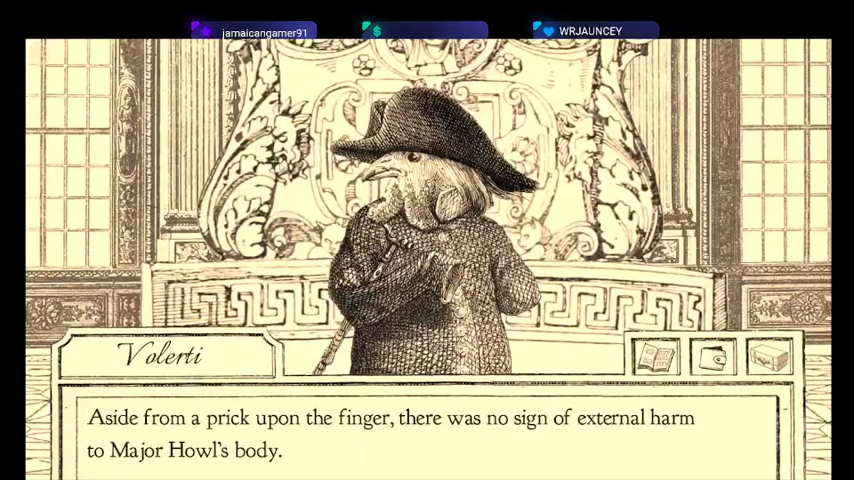 jamaicangamer91
$
WRJAUNCEY
Volerti
Aside from a prick upon the finger, there was no sign of external harm
to Major Howl's body.